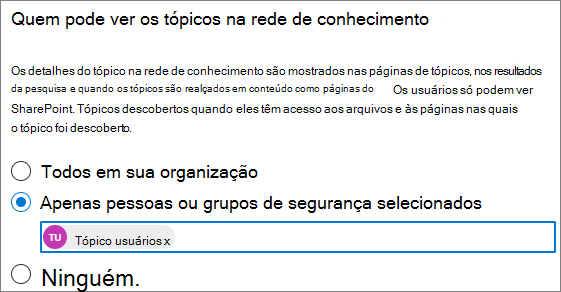 Quem pode ver os tópicos na rede de conhecimento
Os detalhes do tópico na rede de conhecimento são mostrados nas páginas de tópicos, nos resultados
da pesquisa e quando os tópicos são realçados em conteúdo como páginas do Os usuários só podem ver
SharePoint. Tópicos descobertos quando eles têm acesso aos arquivos e às páginas nas quais
o tópico foi descoberto.
Todos em sua organização
Apenas pessoas ou grupos de segurança selecionados
TU Tópico usuários x
Ninguém.